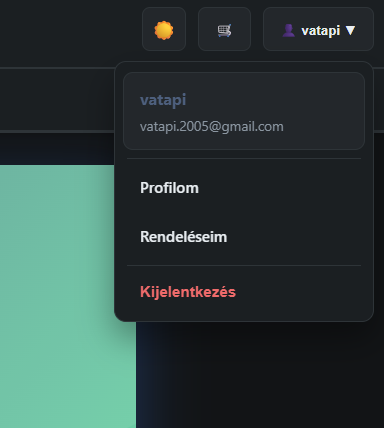 vatapi ▼
vatapi
vatapi.2005@gmail.com
Profilom
Rendeléseim
Kijelentkezés